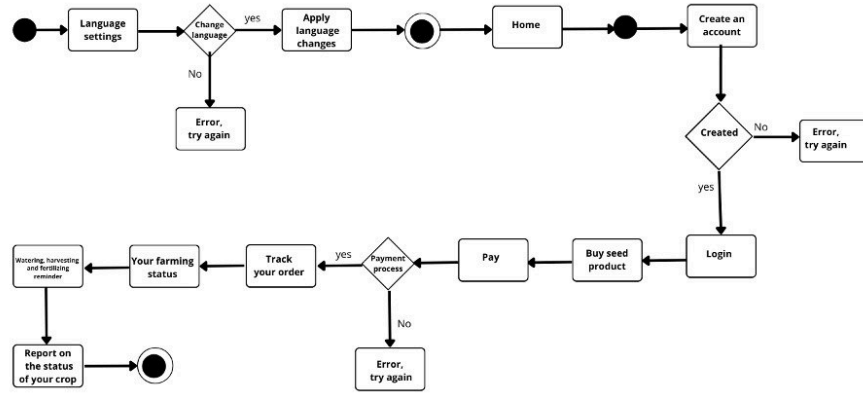 Language
settings
Change
language
yes
Apply
language
changes
Home
Create an
account
No
Error,
try again
Created
No
Error,
try again
yes
Login
Buy seed
product
Pay
Payment
process
yes
Track
your order
Your farming
status
Watering, harvesting
and fertilizing
reminder
No
Error,
try again
Report on
the status
of your crop